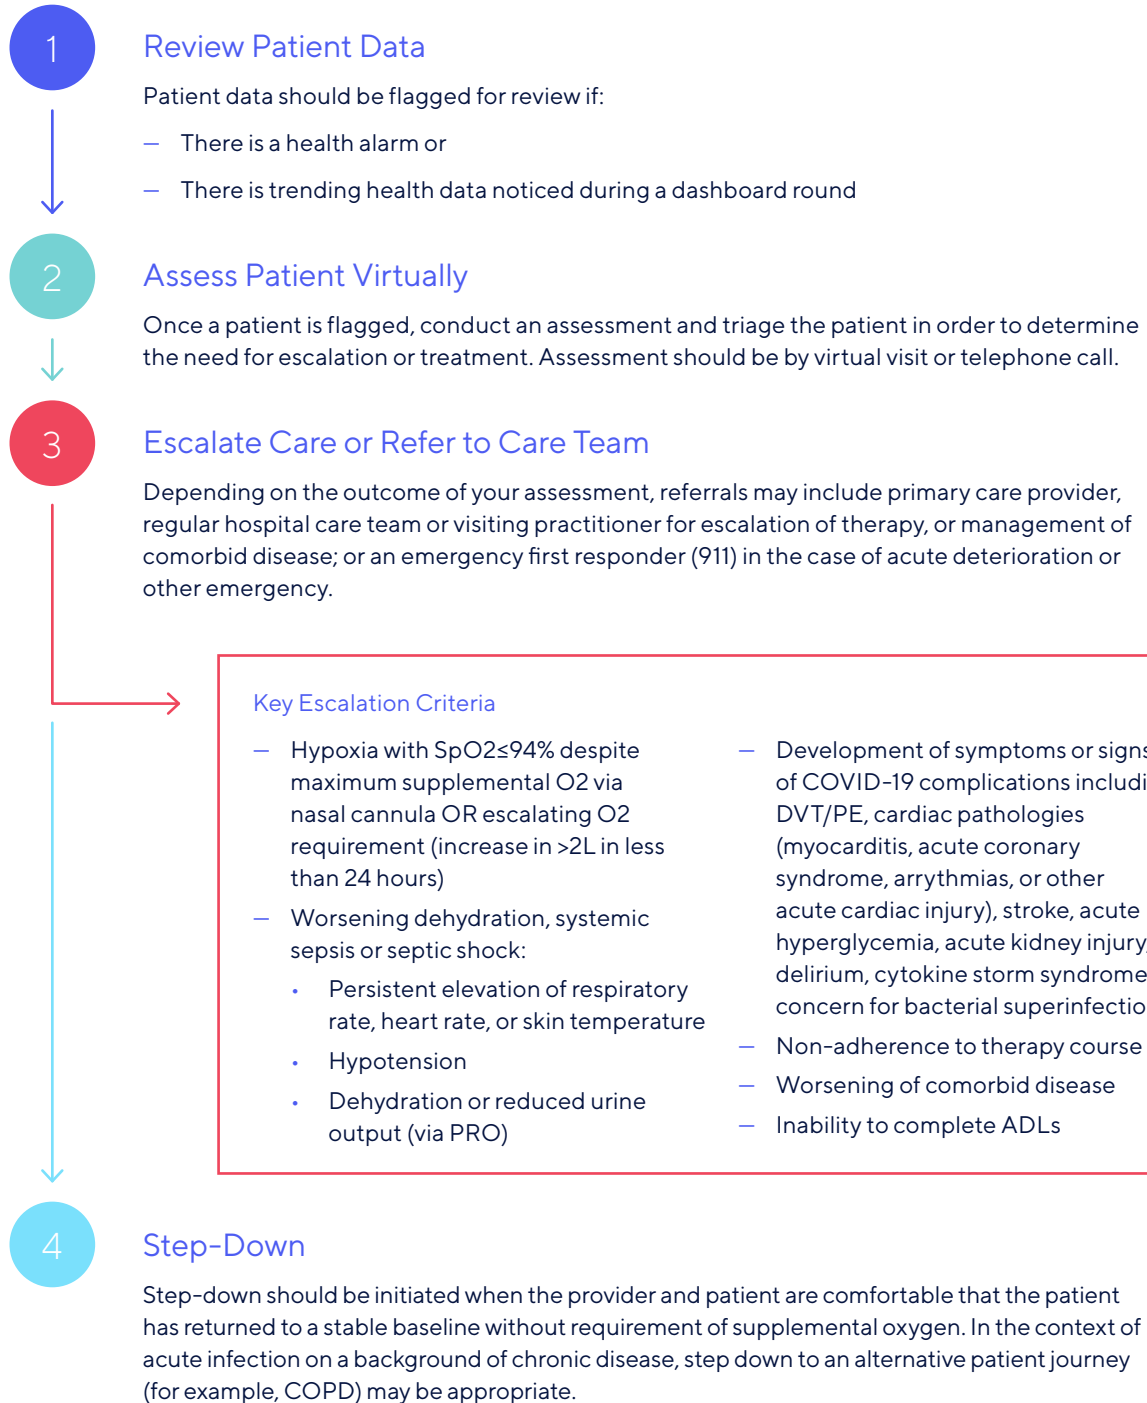 1
Review Patient Data
Patient data should be flagged for review if:
— There is a health alarm or
— There is trending health data noticed during a dashboard round
2
Assess Patient Virtually
Once a patient is flagged, conduct an assessment and triage the patient in order to determine
the need for escalation or treatment. Assessment should be by virtual visit or telephone call.
3
Escalate Care or Refer to Care Team
Depending on the outcome of your assessment, referrals may include primary care provider,
regular hospital care team or visiting practitioner for escalation of therapy, or management of
comorbid disease; or an emergency first responder (911) in the case of acute deterioration or
other emergency.
Key Escalation Criteria
— Hypoxia with SpO2≤94% despite
maximum supplemental O2 via
nasal cannula OR escalating O2
requirement (increase in >2L in less
than 24 hours)
— Worsening dehydration, systemic
sepsis or septic shock:
• Persistent elevation of respiratory
rate, heart rate, or skin temperature
• Hypotension
• Dehydration or reduced urine
output (via PRO)
— Development of symptoms or signs
of COVID-19 complications includi
DVT/PE, cardiac pathologies
(myocarditis, acute coronary
syndrome, arrythmias, or other
acute cardiac injury), stroke, acute
hyperglycemia, acute kidney injury,
delirium, cytokine storm syndrome
concern for bacterial superinfectio
— Non-adherence to therapy course
— Worsening of comorbid disease
— Inability to complete ADLs
4
Step-Down
Step-down should be initiated when the provider and patient are comfortable that the patient
has returned to a stable baseline without requirement of supplemental oxygen. In the context of
acute infection on a background of chronic disease, step down to an alternative patient journey
(for example, COPD) may be appropriate.